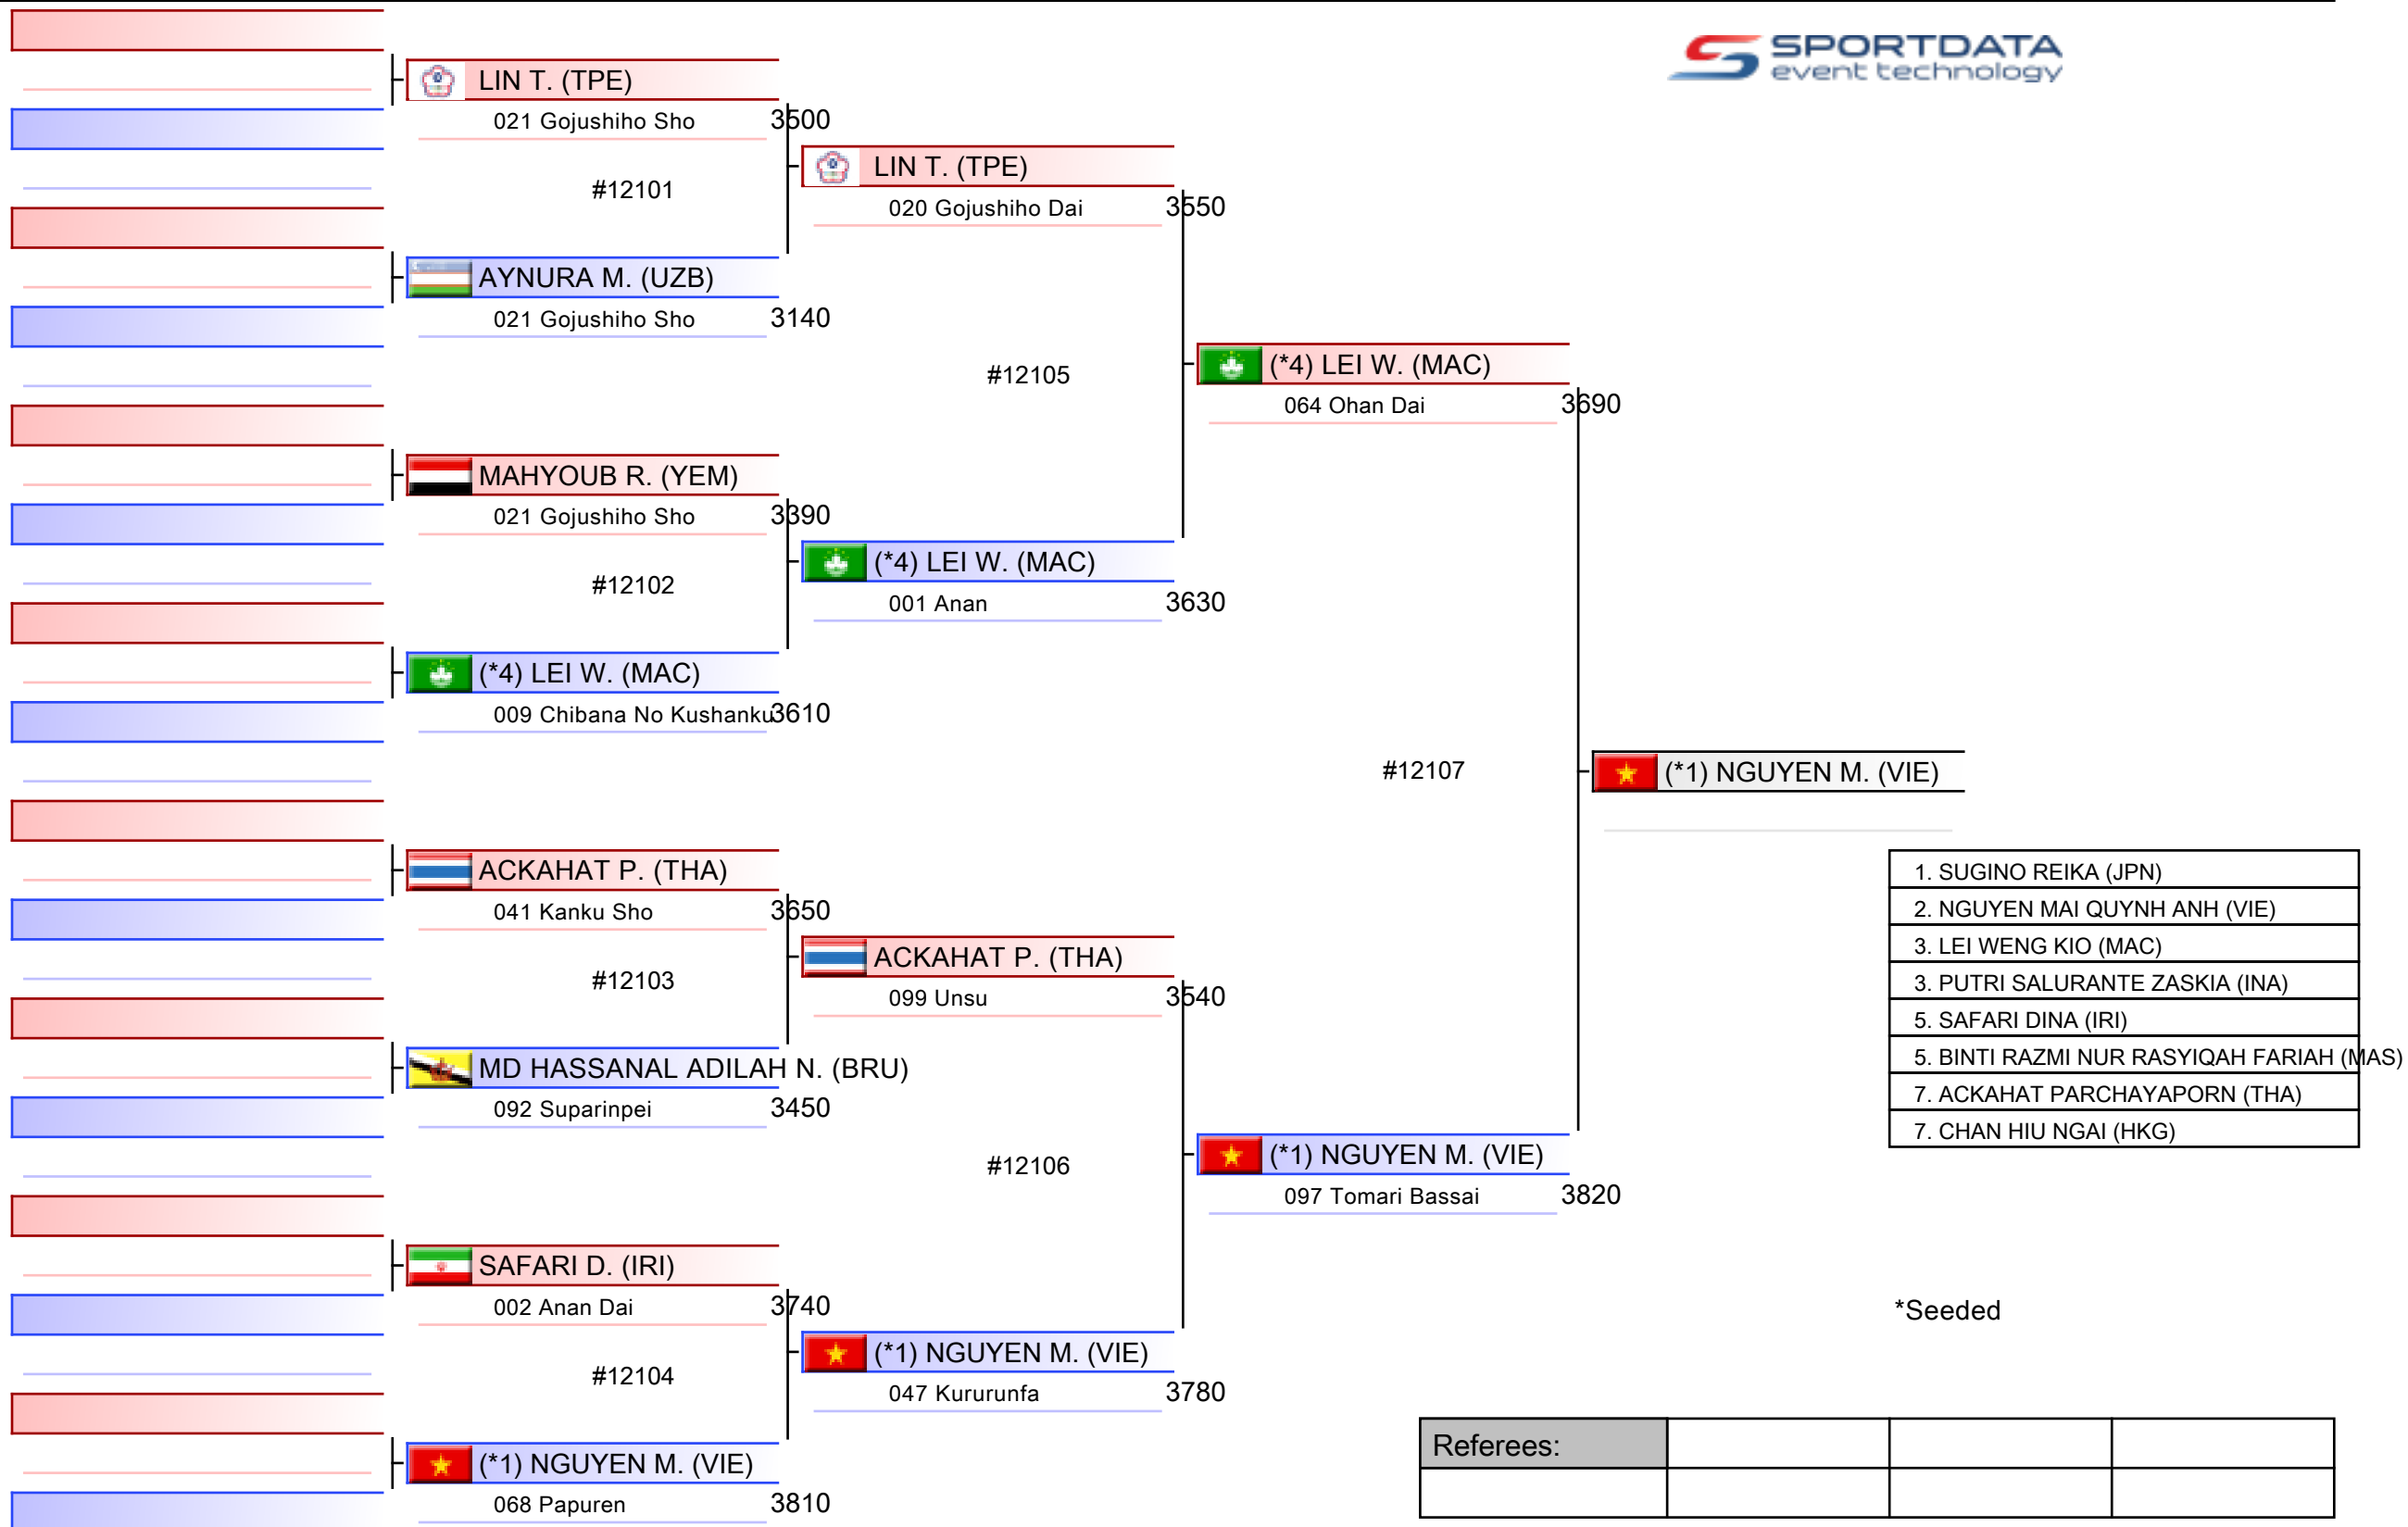 SPORTDATA
event technology
LIN T. (TPE)
021 Gojushiho Sho 3500
#12101
AYNURA M. (UZB)
021 Gojushiho Sho 3140
MAHYOUB R. (YEM)
021 Gojushiho Sho 3390
#12102
(*4) LEI W. (MAC)
009 Chibana No Kushanku 3610
ACKAHAT P. (THA)
041 Kanku Sho 3650
#12103
MD HASSANAL ADILAH N. (BRU)
092 Suparinpei 3450
SAFARI D. (IRI)
002 Anan Dai 3740
#12104
(*1) NGUYEN M. (VIE)
068 Papuren 3810
LIN T. (TPE)
020 Gojushiho Dai 3550
#12105
(*4) LEI W. (MAC)
001 Anan 3630
ACKAHAT P. (THA)
099 Unsu 3540
#12106
(*1) NGUYEN M. (VIE)
047 Kururunfa 3780
(*4) LEI W. (MAC)
064 Ohan Dai 3690
#12107
(*1) NGUYEN M. (VIE)
097 Tomari Bassai 3820
(*1) NGUYEN M. (VIE)
1. SUGINO REIKA (JPN)
2. NGUYEN MAI QUYNH ANH (VIE)
3. LEI WENG KIO (MAC)
3. PUTRI SALURANTE ZASKIA (INA)
5. SAFARI DINA (IRI)
5. BINTI RAZMI NUR RASYIQAH FARIAH (MAS)
7. ACKAHAT PARCHAYAPORN (THA)
7. CHAN HIU NGAI (HKG)
*Seeded
Referees: